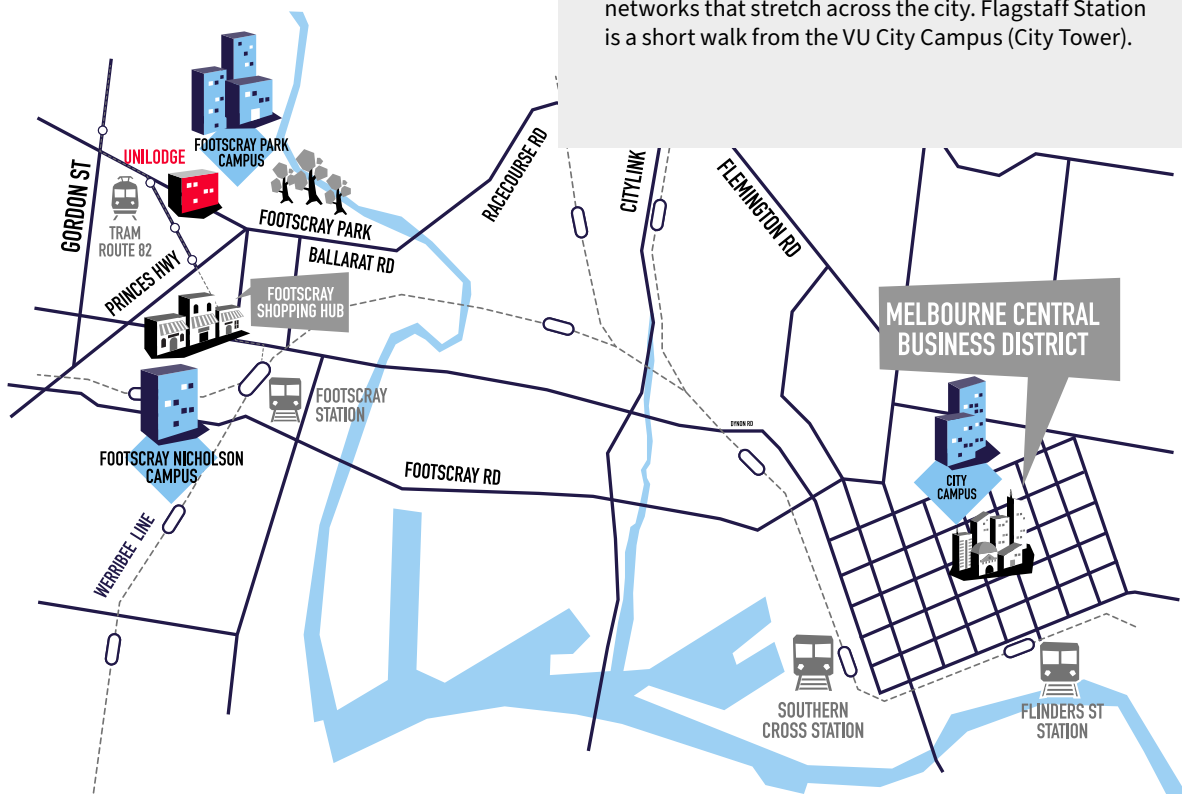 networks that stretch across the city. Flagstaff Station
is a short walk from the VU City Campus (City Tower).
FOOTSCRAY PARK
CAMPUS
UNILODGE
GORDON ST
TRAM
ROUTE 82
FOOTSCRAY PARK
RACECOURSE RD
CITYLINK
FLEMINGTON RD
BALLARAT RD
PRINCES HWY
FOOTSCRAY
SHOPPING HUB
MELBOURNE CENTRAL
BUSINESS DISTRICT
FOOTSCRAY
STATION
DYNON RD
FOOTSCRAY NICHOLSON
CAMPUS
FOOTSCRAY RD
CITY
CAMPUS
WERRIBEE LINE
SOUTHERN
CROSS STATION
FLINDERS ST
STATION